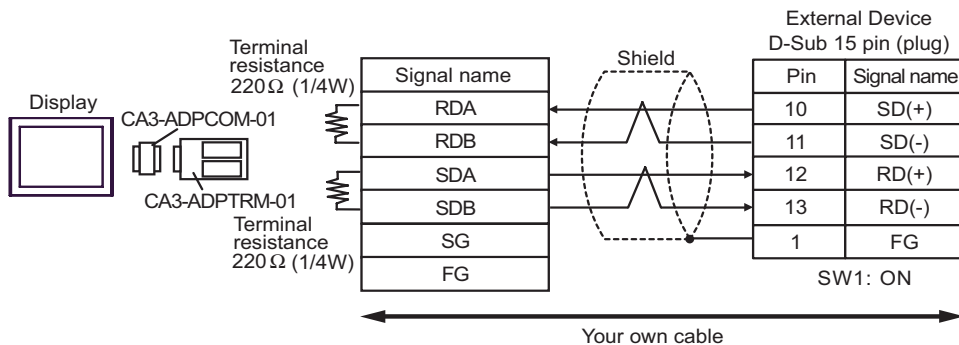 External Device
D-Sub 15 pin (plug)
Terminal
resistance
220Ω (1/4W)
Shield
Signal name
Pin
Signal name
Display
CA3-ADPCOM-01
RDA
10
SD(+)
RDB
11
SD(-)
SDA
12
RD(+)
CA3-ADPTRM-01
SDB
13
RD(-)
Terminal
resistance
220Ω (1/4W)
SG
1
FG
FG
SW1: ON
Your own cable